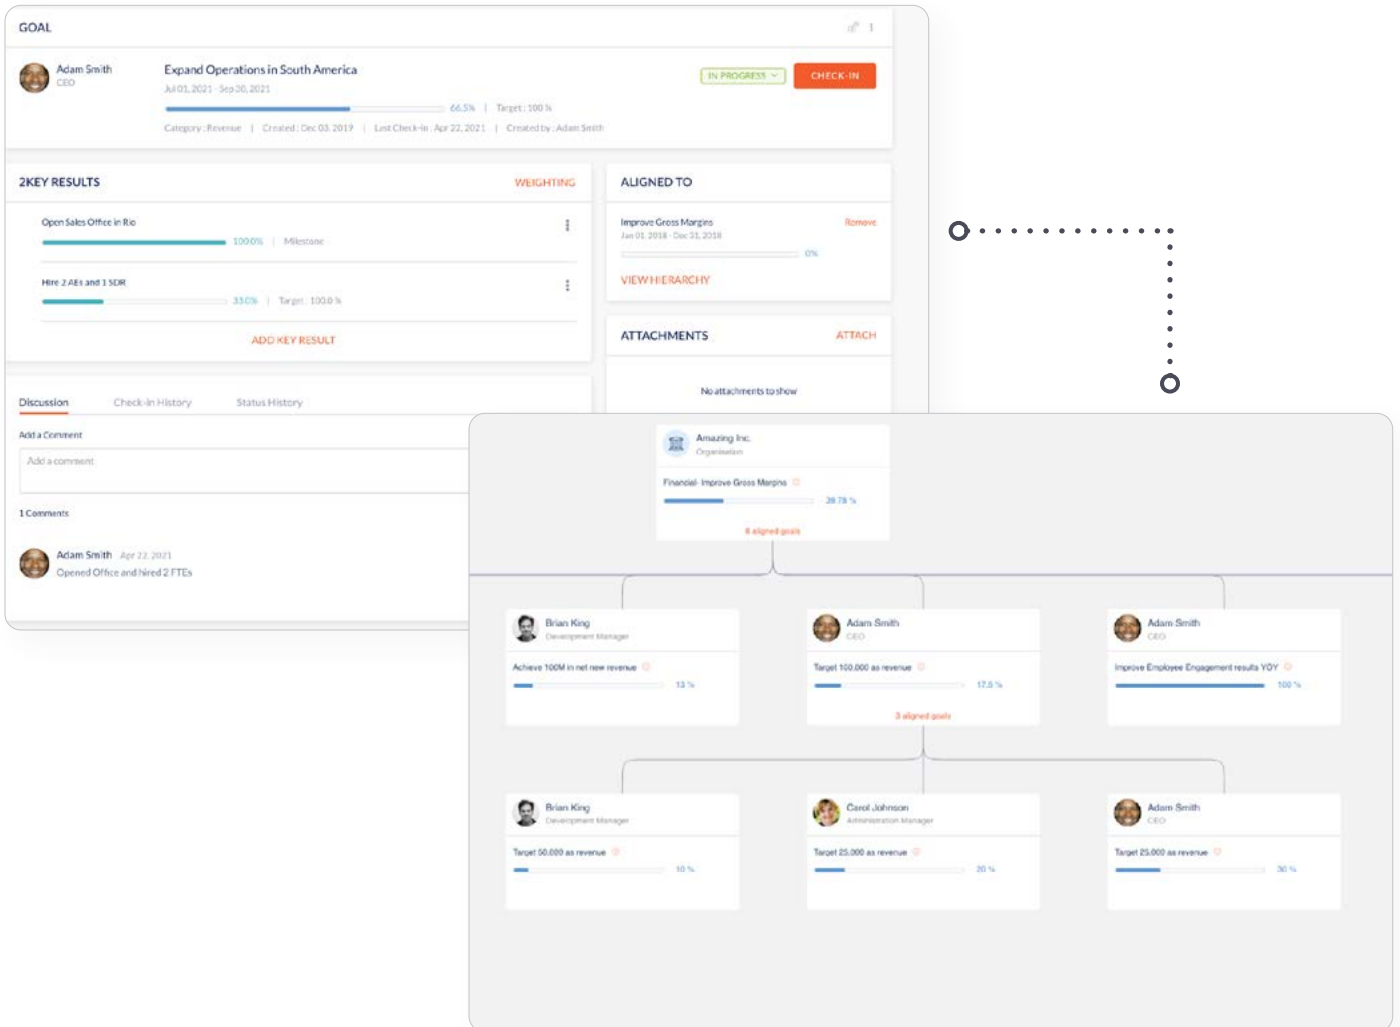 GOAL
1
Adam Smith
CEO
Expand Operations in South America
Jul 01, 2021 - Sep 30, 2021
66.5% | Target : 100 %
Category : Revenue | Created : Dec 03, 2019 | Last Check-in : Apr 22, 2021 | Created by : Adam Smith
IN PROGRESS
CHECK-IN
2KEY RESULTS
WEIGHTING
Open Sales Office in Rio
100.0% | Milestone
Hire 2 AEs and 1 SDR
33.0% | Target : 100.0 %
ADD KEY RESULT
ALIGNED TO
Improve Gross Margins
Remove
Jan 01, 2018 - Dec 31, 2018
0%
VIEW HIERARCHY
ATTACHMENTS
ATTACH
No attachments to show
Discussion
Check-in History
Status History
Add a Comment
Add a comment
1 Comments
Adam Smith Apr 22, 2021
Opened Office and hired 2 FTEs
Amazing Inc.
Organisation
Financial- Improve Gross Margins
39.78 %
aligned goals
Brian King
Development Manager
Achieve 100M in net new revenue
13 %
Adam Smith
CEO
Target 100,000 as revenue
17.5 %
3 aligned goals
Adam Smith
CEO
Improve Employee Engagement results YOY
100 %
Brian King
Development Manager
Target 50,000 as revenue
10 %
Carol Johnson
Administration Manager
Target 25,000 as revenue
20 %
Adam Smith
CEO
Target 25,000 as revenue
30 %